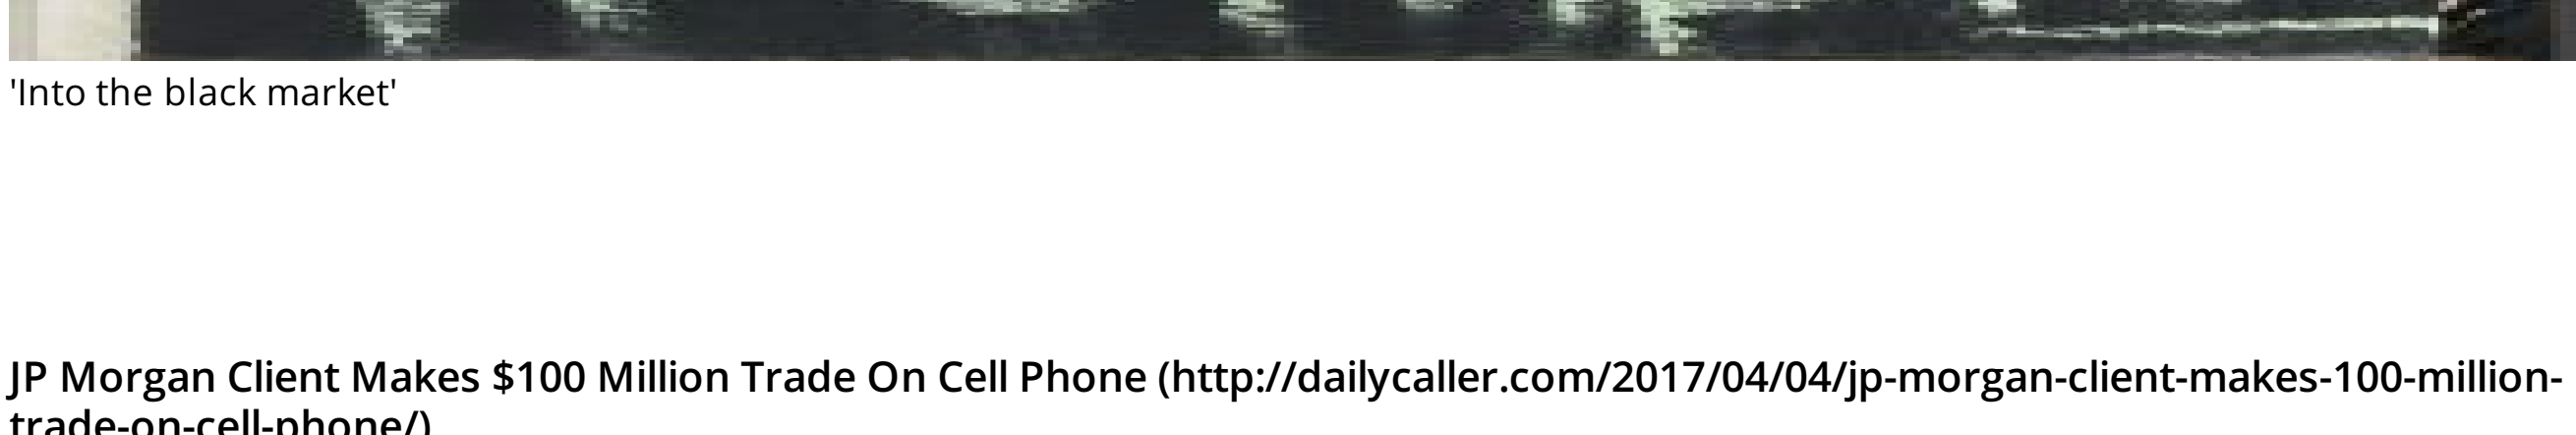 'Into the black market'
JP Morgan Client Makes $100 Million Trade On Cell Phone (http://dailycaller.com/2017/04/04/jp-morgan-client-makes-100-million-
trade-on-cell-phone/)